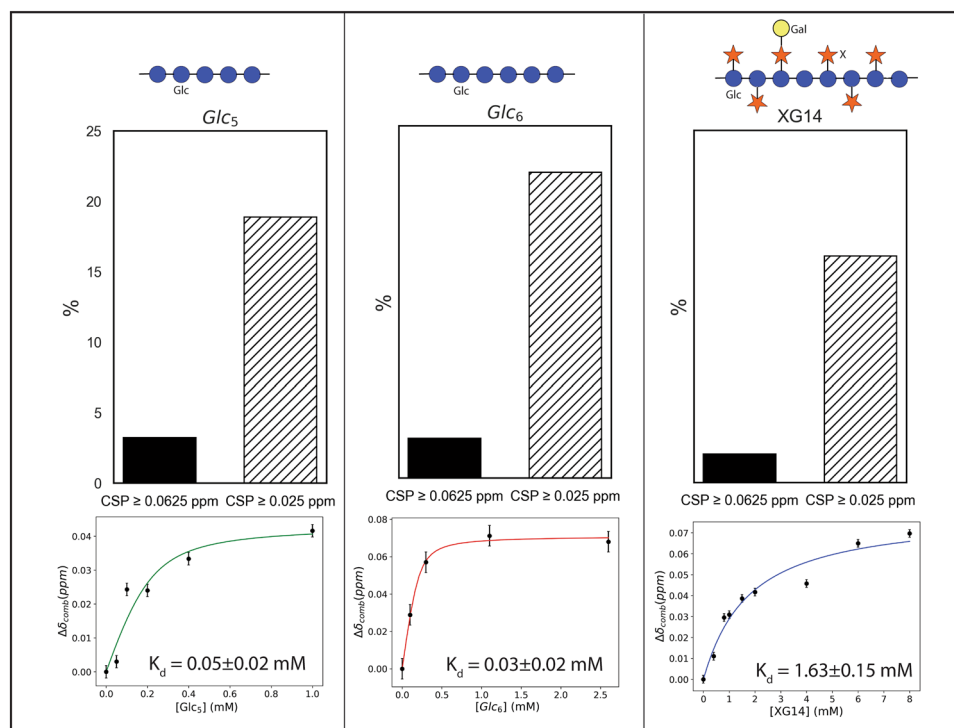 Glc
Glc₅
25
20
15
10
5
0
%
CSP ≥ 0.0625 ppm
CSP ≥ 0.025 ppm
0.04
0.03
0.02
0.01
0.00
Δδcomb(ppm)
Kd = 0.05±0.02 mM
0.0 0.2 0.4 0.6 0.8 1.0
[Glc₅] (mM)
Glc
Glc₆
%
CSP ≥ 0.0625 ppm
CSP ≥ 0.025 ppm
0.08
0.06
0.04
0.02
0.00
Δδcomb(ppm)
Kd = 0.03±0.02 mM
0.0 0.5 1.0 1.5 2.0 2.5
[Glc₆] (mM)
Gal
X
Glc
XG14
%
CSP ≥ 0.0625 ppm
CSP ≥ 0.025 ppm
0.07
0.06
0.05
0.04
0.03
0.02
0.01
0.00
Δδcomb(ppm)
Kd = 1.63±0.15 mM
0 1 2 3 4 5 6 7 8
[XG14] (mM)